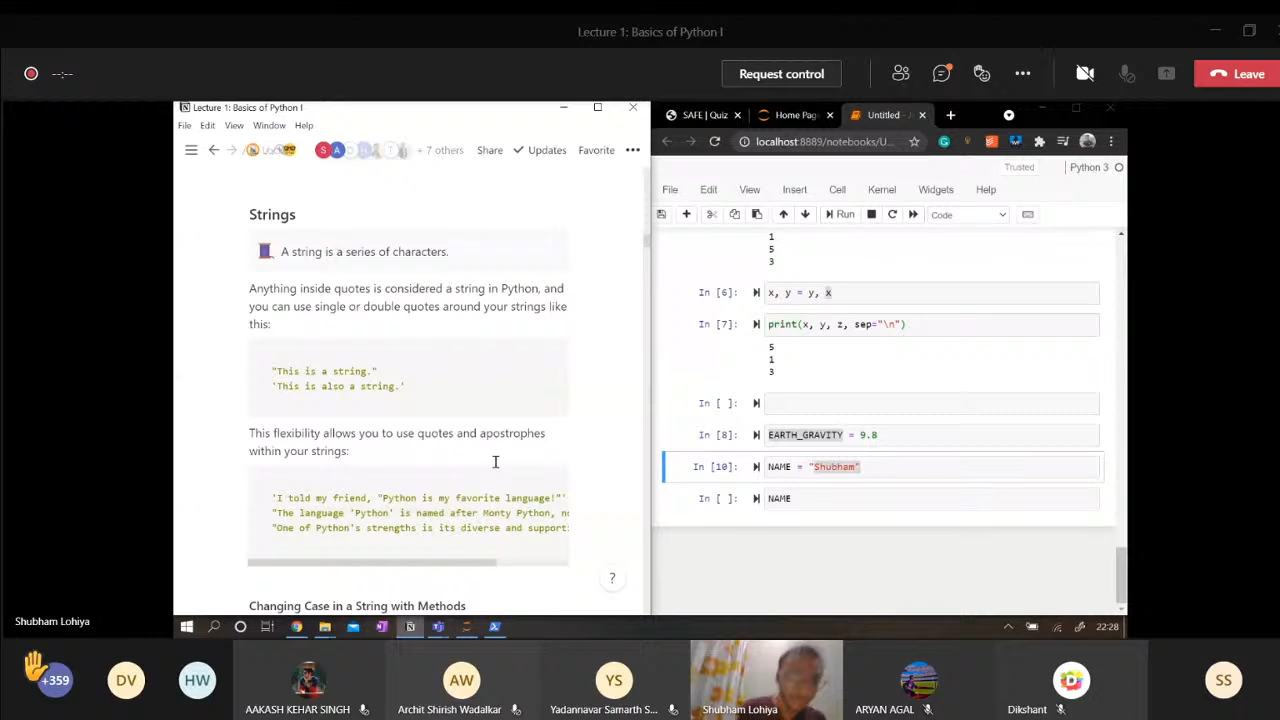 Lecture 1: Basics of Python I
--:--
Request control
Leave
Lecture 1: Basics of Python I
File Edit View Window Help
S A T + 7 others Share Updates Favorite
Strings
A string is a series of characters.
Anything inside quotes is considered a string in Python, and
you can use single or double quotes around your strings like
this:
"This is a string."
'This is also a string.'
This flexibility allows you to use quotes and apostrophes
within your strings:
'I told my friend, "Python is my favorite language!"'
"The language 'Python' is named after Monty Python, no
"One of Python's strengths is its diverse and supporti
?
Changing Case in a String with Methods
SAFE | Quiz Home Page Untitled - J
localhost:8889/notebooks/U...
Trusted Python 3
File Edit View Insert Cell Kernel Widgets Help
Run Code
1
5
3
In [6]: x, y = y, x
In [7]: print(x, y, z, sep="\n")
5
1
3
In [ ]:
In [8]: EARTH_GRAVITY = 9.8
In [10]: NAME = "Shubham"
In [ ]: NAME
22:28
Shubham Lohiya
+359 DV HW AW YS SS
AAKASH KEHAR SINGH
Archit Shirish Wadalkar
Yadannavar Samarth S...
Shubham Lohiya
ARYAN AGAL
Dikshant